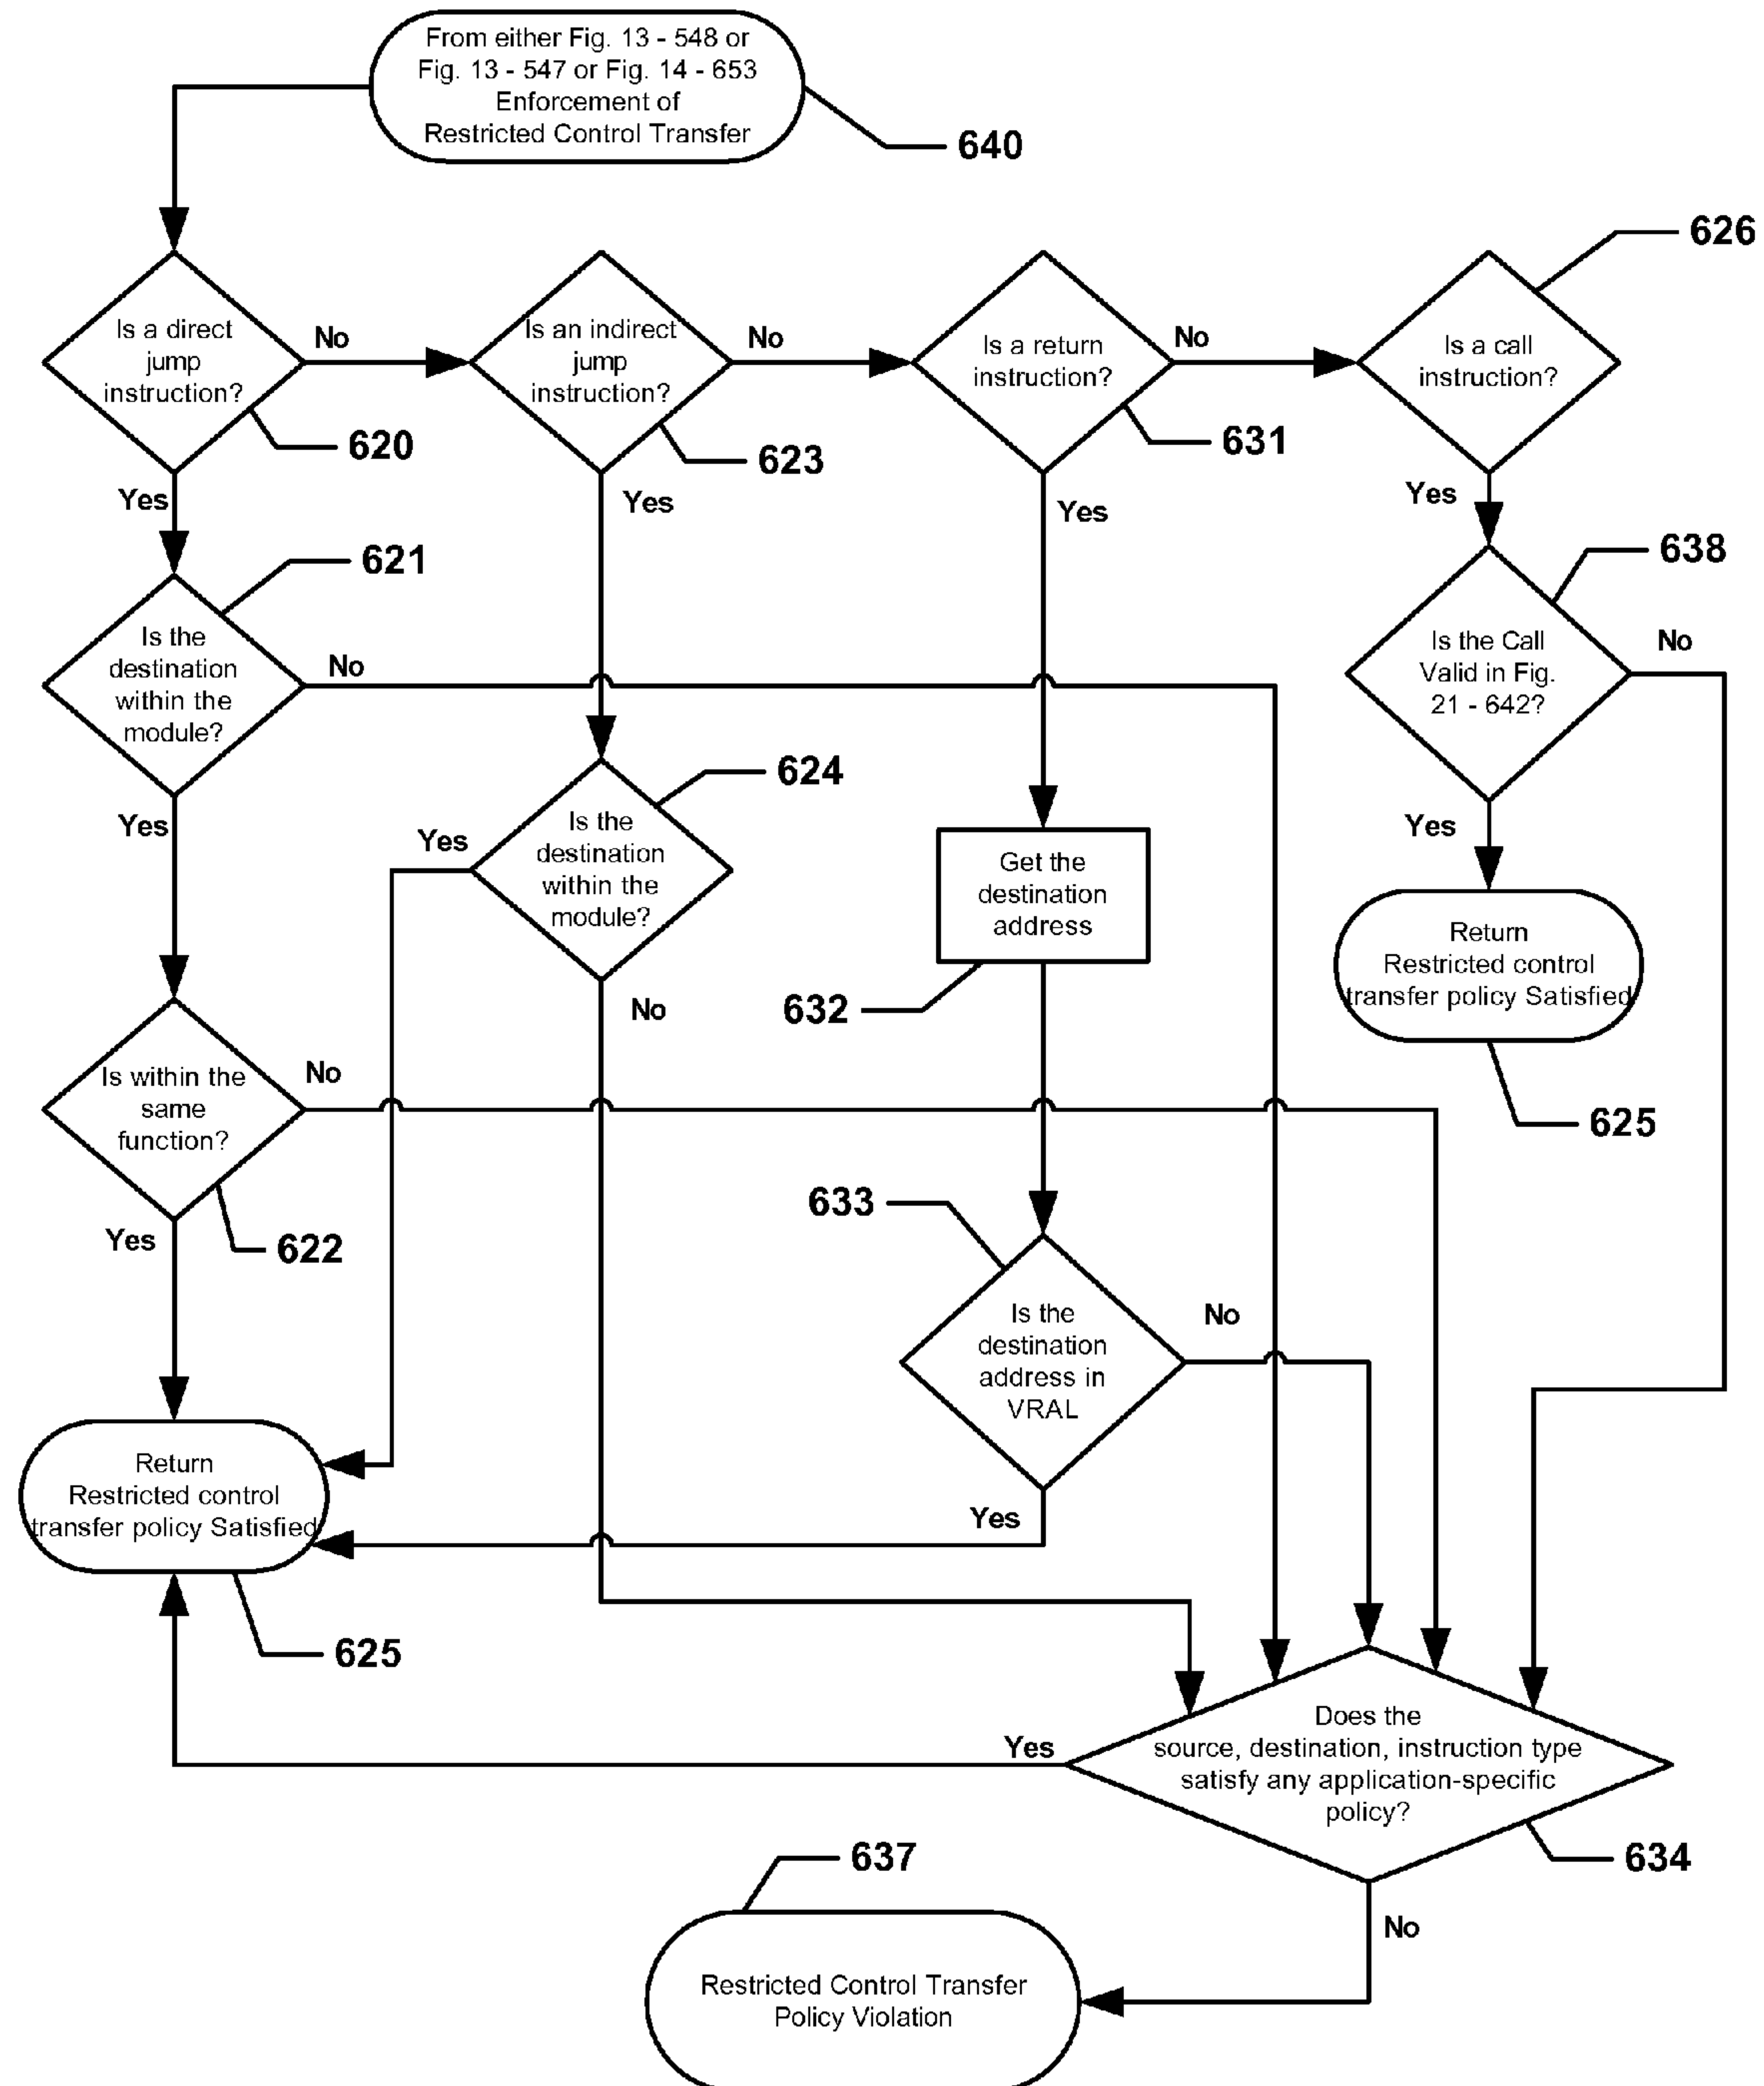 From either Fig. 13 - 548 or
Fig. 13 - 547 or Fig. 14 - 653
Enforcement of
Restricted Control Transfer
640
626
Is a direct
jump
instruction?
No
620
Is an indirect
jump
instruction?
No
623
Is a return
instruction?
No
631
Is a call
instruction?
Yes
Yes
Yes
Yes
621
Is the
destination
within the
module?
No
638
Is the Call
Valid in Fig.
21 - 642?
No
Yes
Yes
624
Is the
destination
within the
module?
Yes
No
Get the
destination
address
632
Return
Restricted control
transfer policy Satisfied
625
Is within the
same
function?
No
Yes
622
633
Is the
destination
address in
VRAL
No
Yes
Return
Restricted control
transfer policy Satisfied
625
Does the
source, destination, instruction type
satisfy any application-specific
policy?
Yes
634
No
637
Restricted Control Transfer
Policy Violation